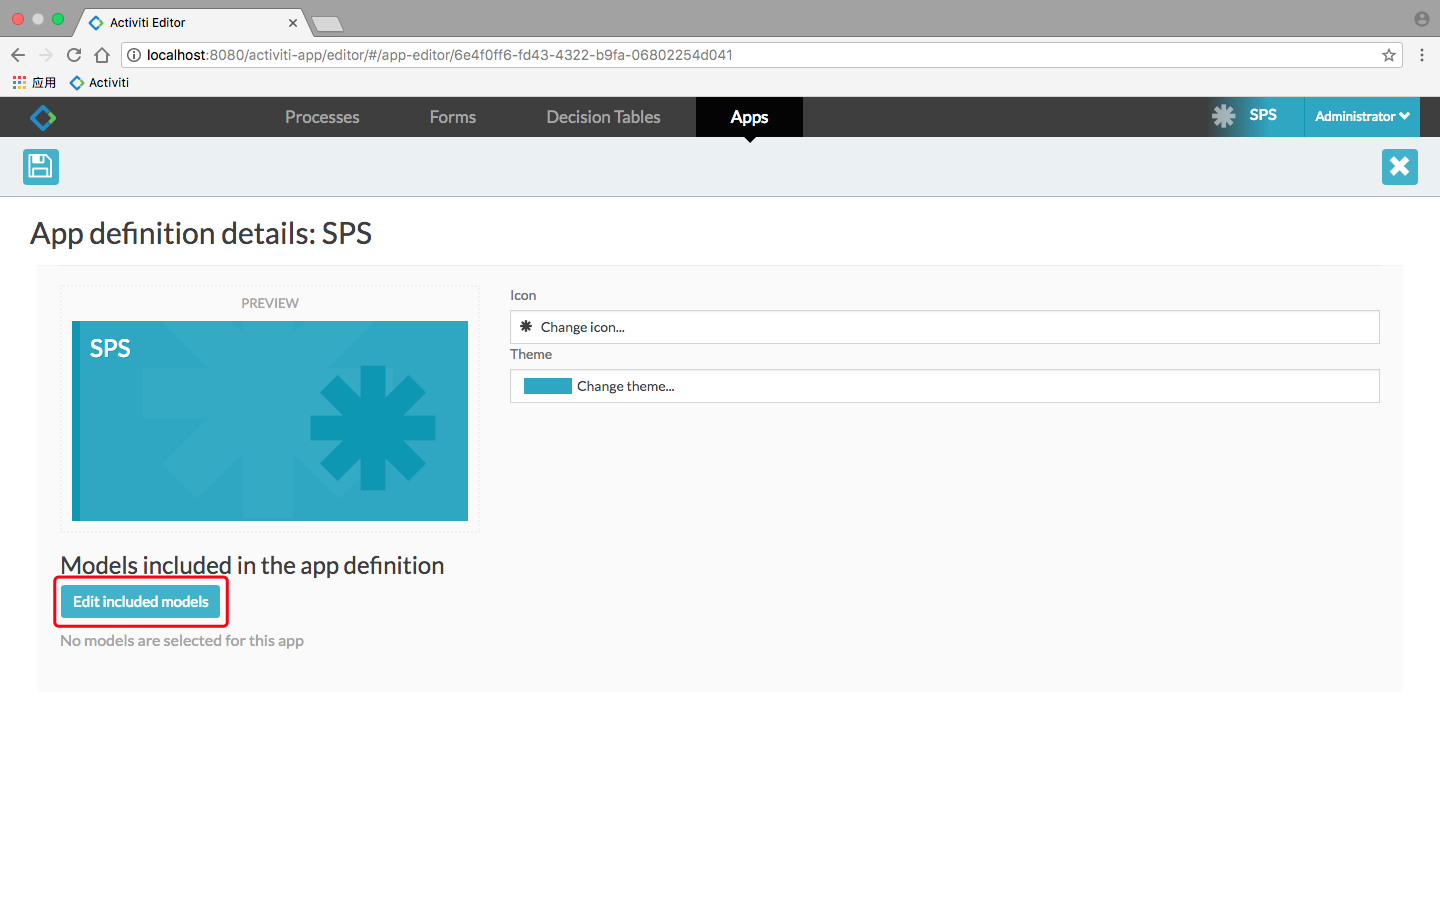 Activiti Editor
localhost:8080/activiti-app/editor/#/app-editor/6e4f0ff6-fd43-4322-b9fa-06802254d041
应用 Activiti
Processes Forms Decision Tables Apps SPS Administrator
App definition details: SPS
PREVIEW
SPS
Icon
Change icon...
Theme
Change theme...
Models included in the app definition
Edit included models
No models are selected for this app